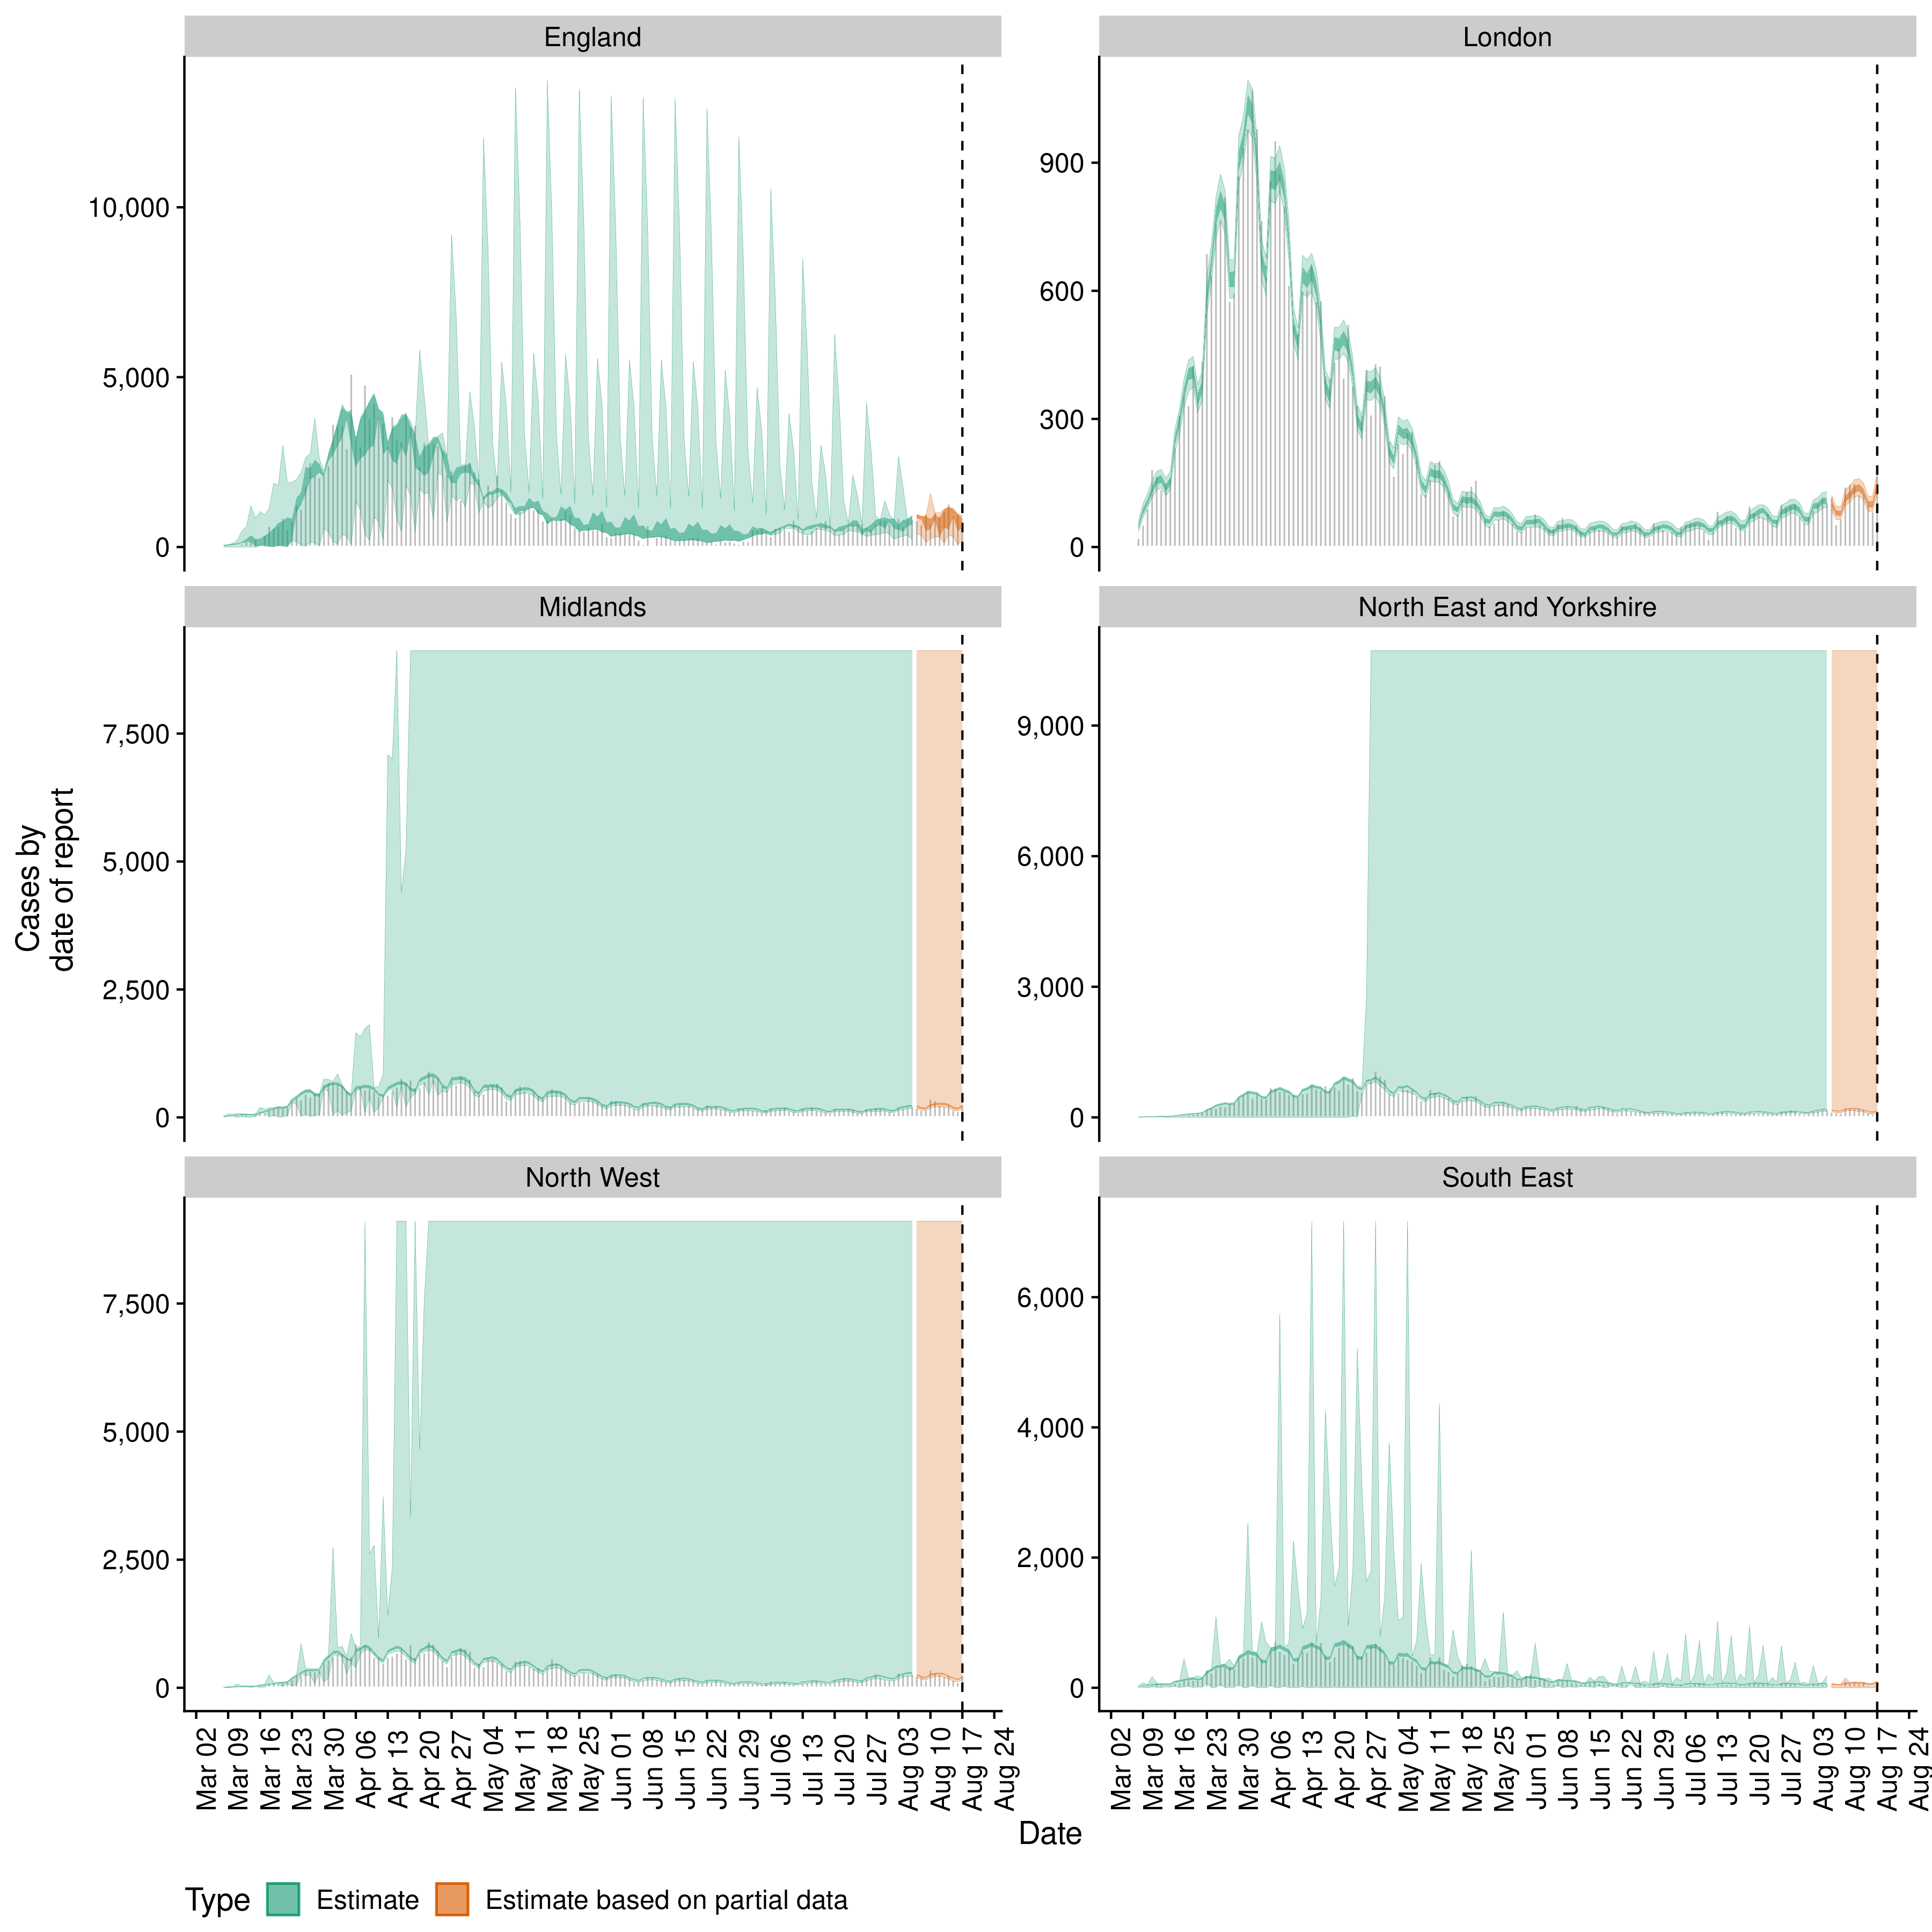 England
London
10,000
5,000
0
900
600
300
0
Midlands
North East and Yorkshire
7,500
5,000
2,500
0
9,000
6,000
3,000
0
Cases by
date of report
North West
South East
7,500
5,000
2,500
0
6,000
4,000
2,000
0
Mar 02
Mar 09
Mar 16
Mar 23
Mar 30
Apr 06
Apr 13
Apr 20
Apr 27
May 04
May 11
May 18
May 25
Jun 01
Jun 08
Jun 15
Jun 22
Jun 29
Jul 06
Jul 13
Jul 20
Jul 27
Aug 03
Aug 10
Aug 17
Aug 24
Mar 02
Mar 09
Mar 16
Mar 23
Mar 30
Apr 06
Apr 13
Apr 20
Apr 27
May 04
May 11
May 18
May 25
Jun 01
Jun 08
Jun 15
Jun 22
Jun 29
Jul 06
Jul 13
Jul 20
Jul 27
Aug 03
Aug 10
Aug 17
Aug 24
Date
Type Estimate Estimate based on partial data